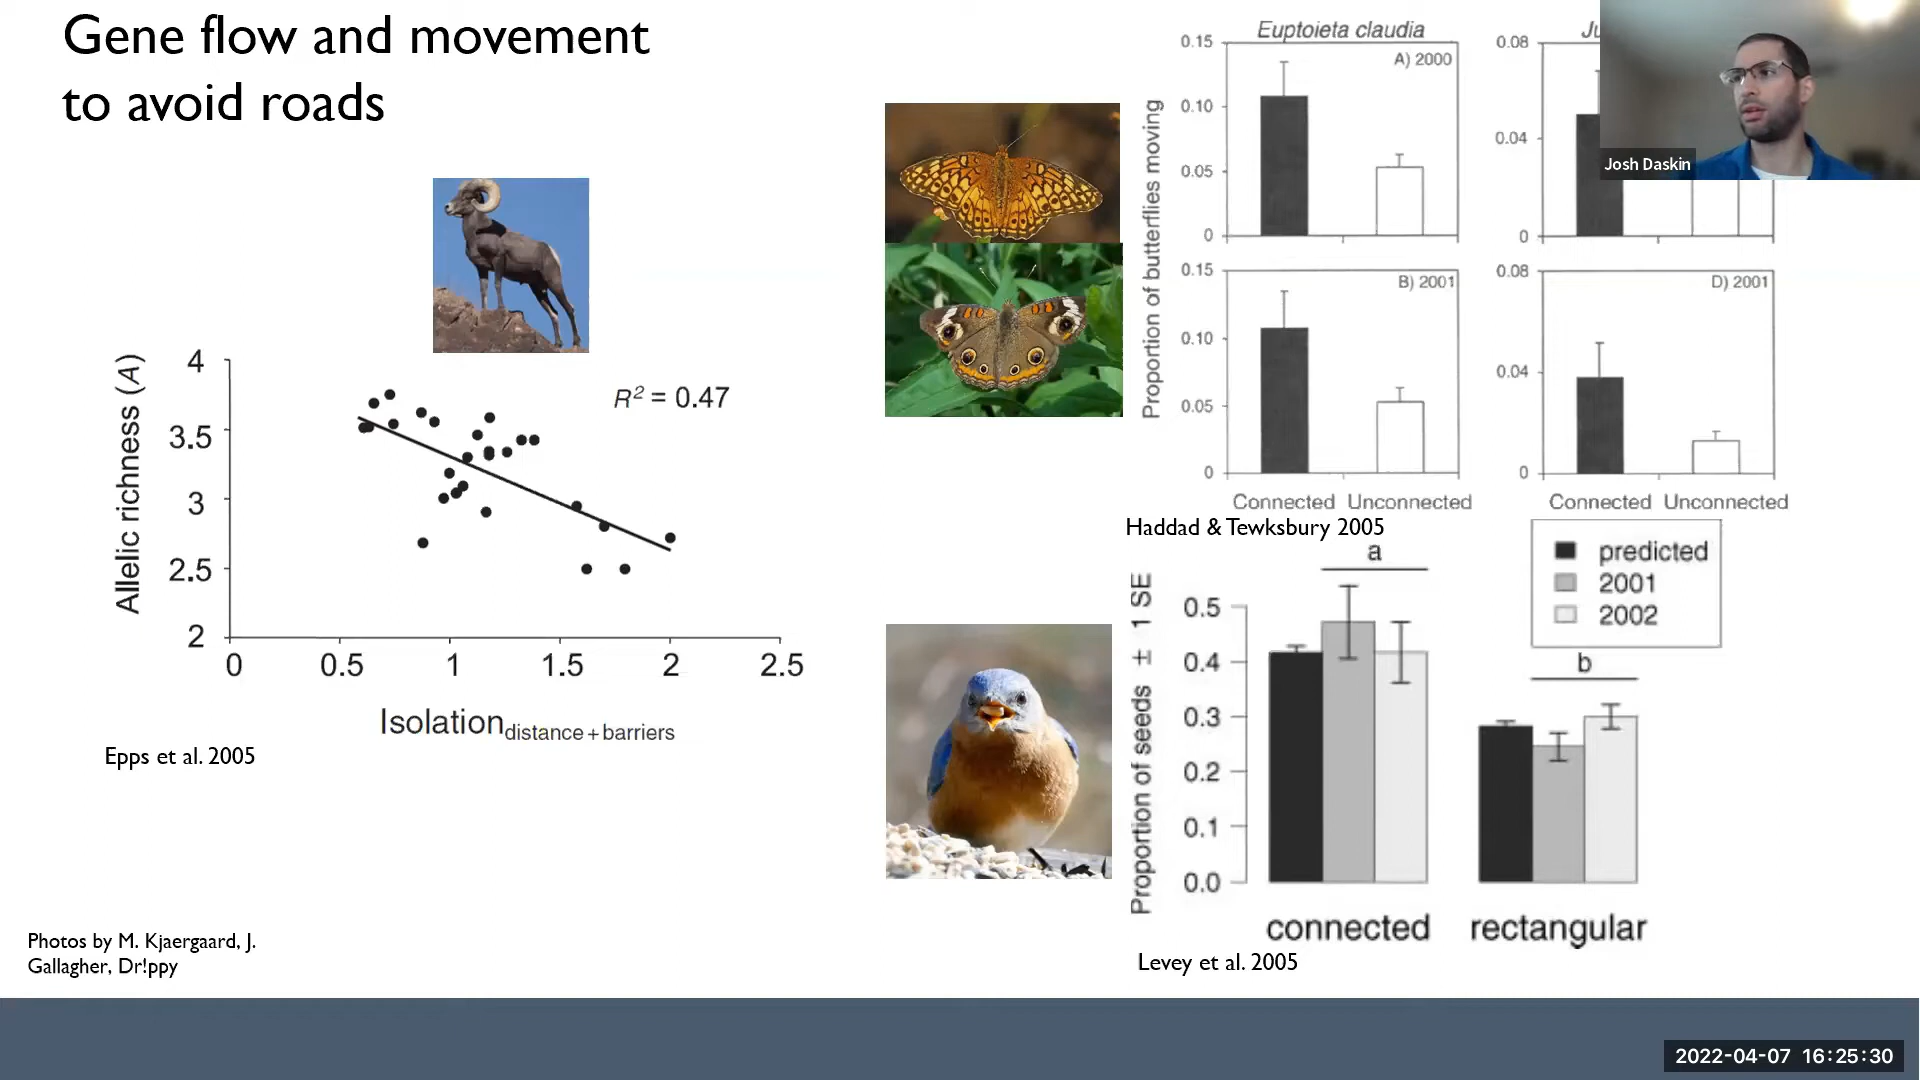 Gene flow and movement
to avoid roads
Allelic richness (A)
4
3.5
3
2.5
2
R² = 0.47
0 0.5 1 1.5 2 2.5
Isolation distance + barriers
Epps et al. 2005
Photos by M. Kjaergaard, J.
Gallagher, Dr!ppy
Euptoieta claudia
Proportion of butterflies moving
0.15
0.10
0.05
0
A) 2000
0.08
0.04
0
0.15
0.10
0.05
0
B) 2001
0.08
0.04
0
D) 2001
Connected Unconnected
Connected Unconnected
Haddad & Tewksbury 2005
predicted
2001
2002
Proportion of seeds ± 1 SE
0.5
0.4
0.3
0.2
0.1
0.0
a
b
connected rectangular
Levey et al. 2005
Josh Daskin
2022-04-07 16:25:30